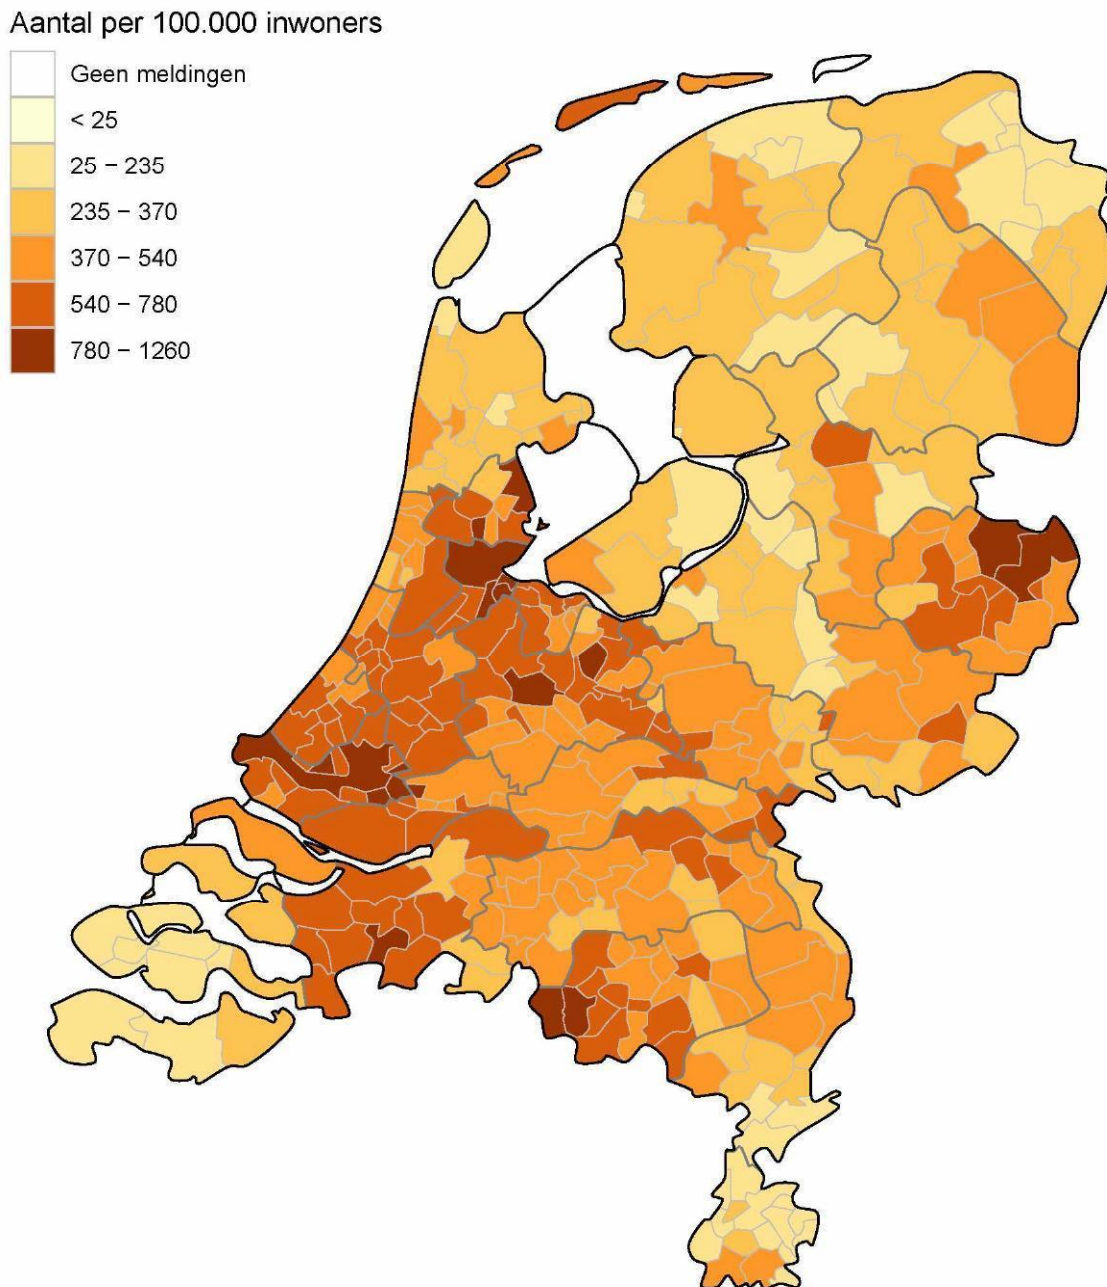 Aantal per 100.000 inwoners
Geen meldingen
< 25
25 − 235
235 − 370
370 − 540
540 − 780
780 − 1260